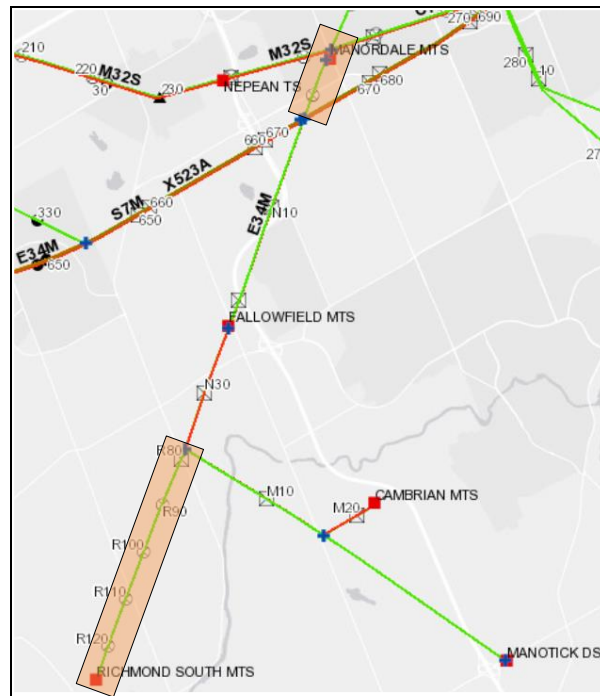 270 690
210
M32S
MANORDALE MTS
220 M32S
NEPEAN TS
680
280
10
30
230
670
670
660
X523A
27
330
S7M
660
650
N10
E34M
E34M
650
FALLOWFIELD MTS
N30
R80
M10
CAMBRIAN MTS
M20
R90
R100
R110
R120
MANOTICK DS
RICHMOND SOUTH MTS